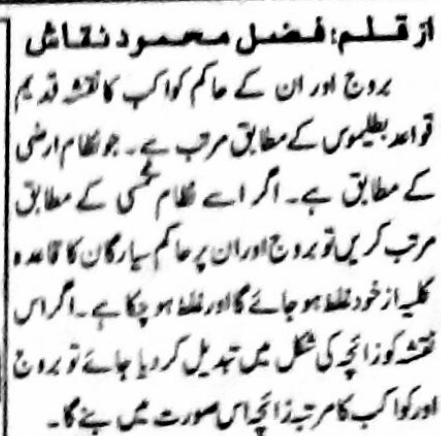 از قلم: فضل محمود نقاش
بروج اور ان کے حاکم کواکب کا نقشہ قدیم
قواعد بطلیموس کے مطابق مرتب ہے۔ جو نظام ارضی
کے مطابق ہے۔ اگر اسے نظام شمسی کے مطابق
مرتب کریں تو بروج اور ان پر حاکم سیارگان کا قاعدہ
کلیہ از خود غلط ہو جائے گا اور غلط ہو چکا ہے۔ اگر اس
نقشہ کو زائچہ کی شکل میں تبدیل کر دیا جائے تو بروج
اور کواکب کا مرتبہ زائچہ اس صورت میں بنے گا۔